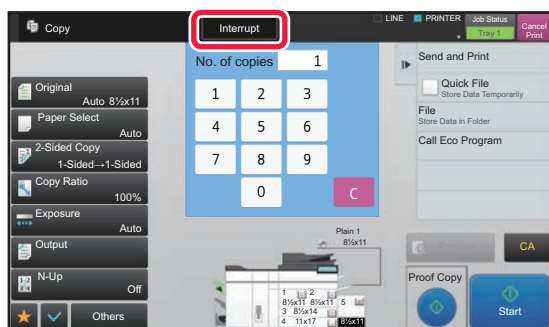 Copy
Interrupt
LINE
PRINTER
Job Status
Tray 1
Cancel
Print
No. of copies 1
1 2 3
4 5 6
7 8 9
0 C
Original
Auto 8½x11
Paper Select
Auto
2-Sided Copy
1-Sided→1-Sided
Copy Ratio
100%
Exposure
Auto
Output
N-Up
Off
Others
Plain 1
8½x11
1 2
8½x11 8½x11 5
3 8½x14
4 11x17 8½x11
Send and Print
Quick File
Store Data Temporarily
File
Store Data in Folder
Call Eco Program
Preview
CA
Proof Copy
Start